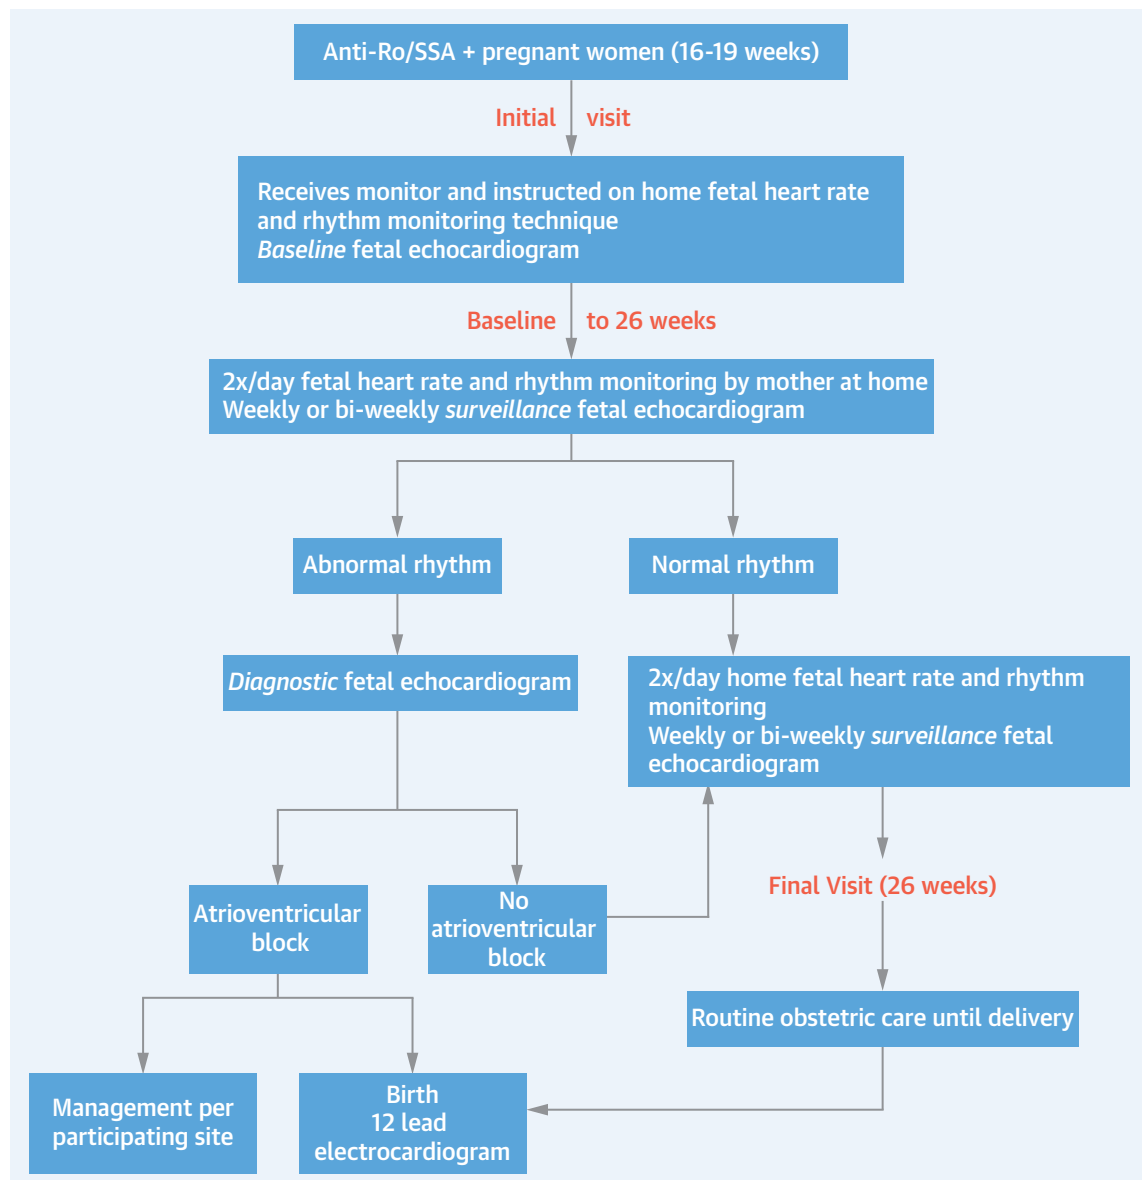 Anti-Ro/SSA + pregnant women (16-19 weeks)
Initial visit
Receives monitor and instructed on home fetal heart rate
and rhythm monitoring technique
Baseline fetal echocardiogram
Baseline to 26 weeks
2x/day fetal heart rate and rhythm monitoring by mother at home
Weekly or bi-weekly surveillance fetal echocardiogram
Abnormal rhythm
Normal rhythm
Diagnostic fetal echocardiogram
2x/day home fetal heart rate and rhythm
monitoring
Weekly or bi-weekly surveillance fetal
echocardiogram
Atrioventricular
block
No
atrioventricular
block
Final Visit (26 weeks)
Routine obstetric care until delivery
Management per
participating site
Birth
12 lead
electrocardiogram